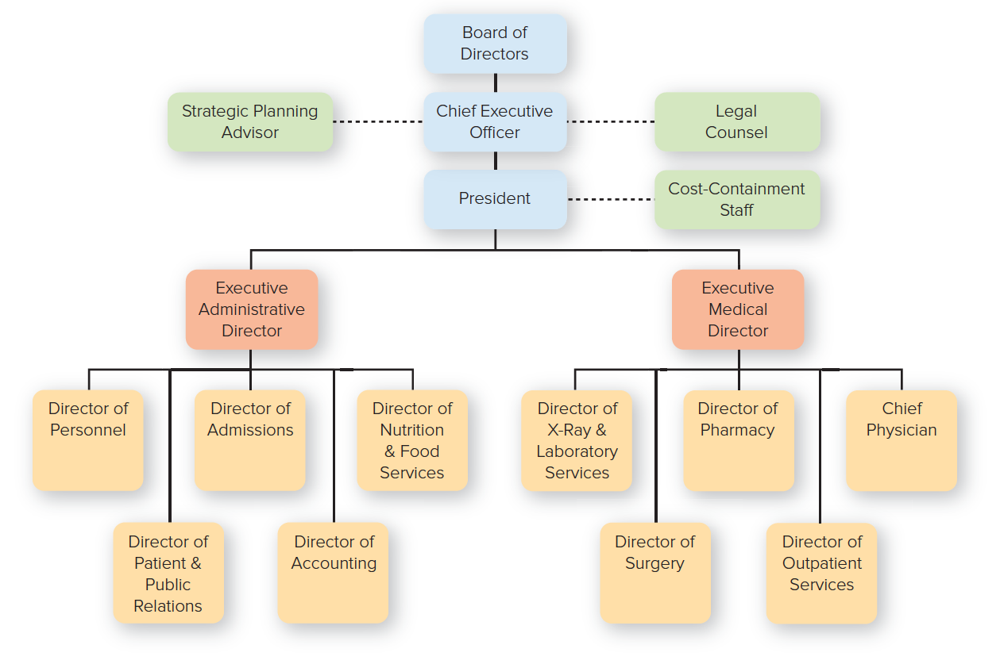 Board of
Directors
Strategic Planning
Advisor
Chief Executive
Officer
Legal
Counsel
President
Cost-Containment
Staff
Executive
Administrative
Director
Executive
Medical
Director
Director of
Personnel
Director of
Admissions
Director of
Nutrition
& Food
Services
Director of
X-Ray &
Laboratory
Services
Director of
Pharmacy
Chief
Physician
Director of
Patient &
Public
Relations
Director of
Accounting
Director of
Surgery
Director of
Outpatient
Services